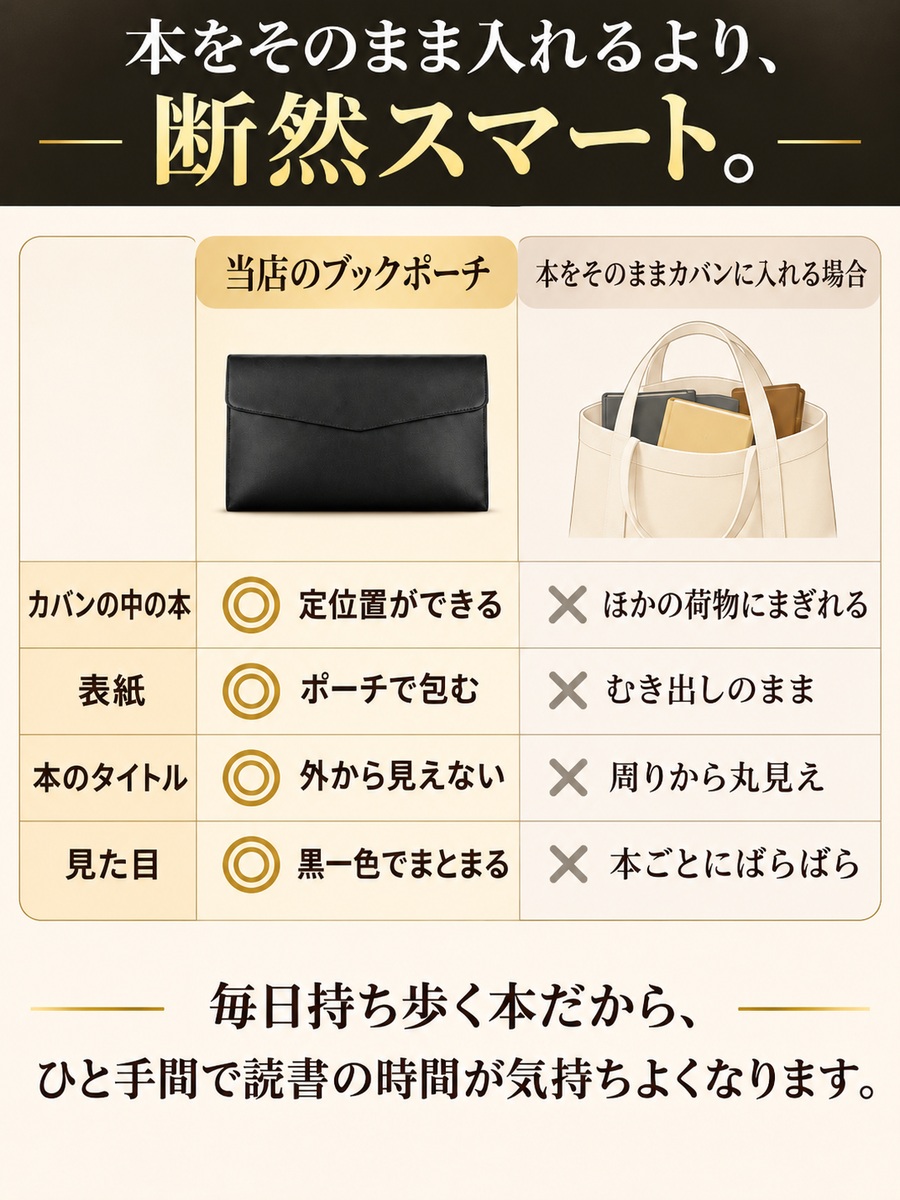 本をそのまま入れるより、
断然スマート。
当店のブックポーチ
本をそのままカバンに入れる場合
カバンの中の本
定位置ができる
ほかの荷物にまぎれる
表紙
ポーチで包む
むき出しのまま
本のタイトル
外から見えない
周りから丸見え
見た目
黒一色でまとまる
本ごとにばらばら
毎日持ち歩く本だから、
ひと手間で読書の時間が気持ちよくなります。